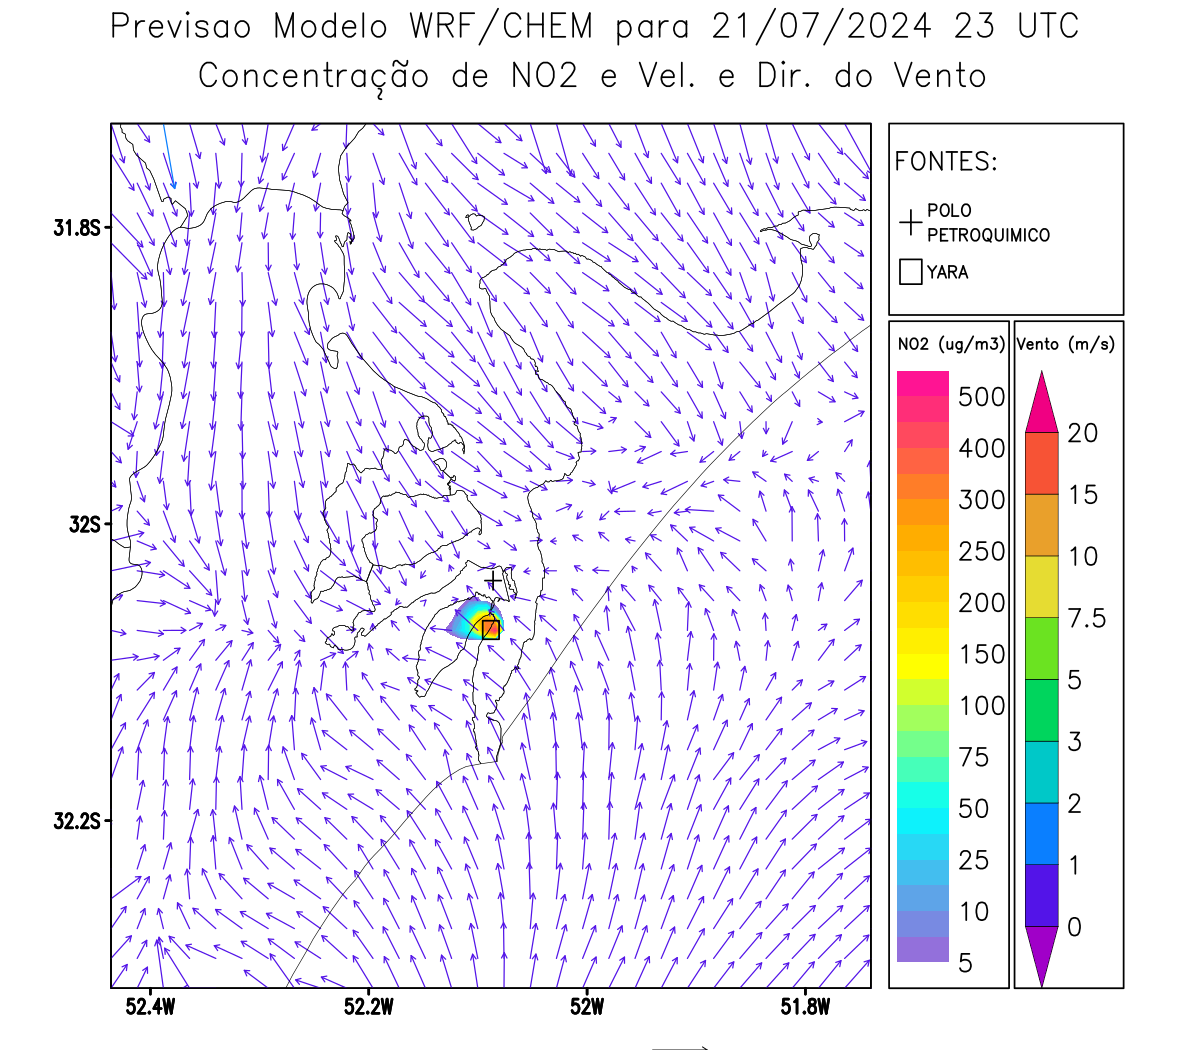 Previsao Modelo WRF/CHEM para 21/07/2024 23 UTC
Concentração de NO2 e Vel. e Dir. do Vento
FONTES:
POLO
PETROQUIMICO
YARA
NO2 (ug/m3)
Vento (m/s)
500
400
300
250
200
150
100
75
50
25
10
5
20
15
10
7.5
5
3
2
1
0
31.8S
32S
32.2S
52.4W
52.2W
52W
51.8W